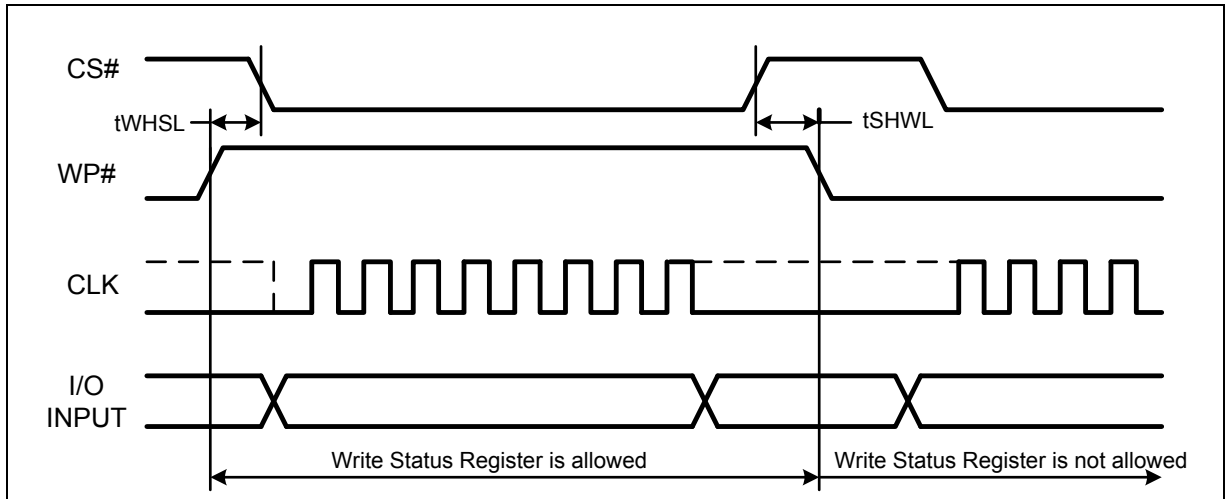 CS#
tWHSL
tSHWL
WP#
CLK
I/O
INPUT
Write Status Register is allowed
Write Status Register is not allowed